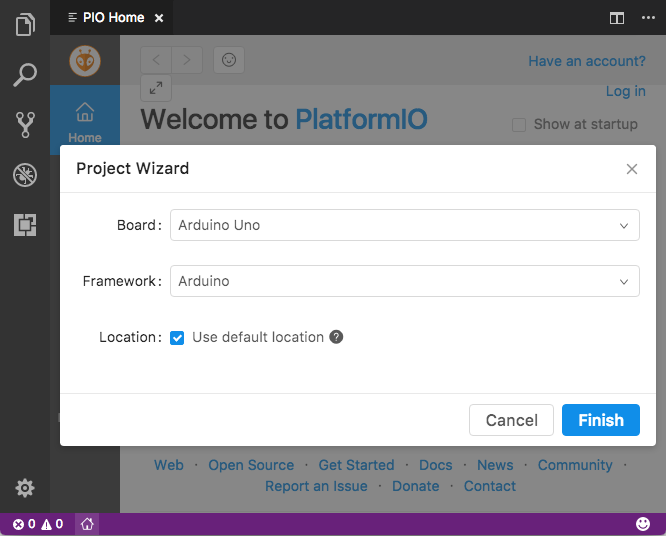 PIO Home
Have an account?
Log in
Welcome to PlatformIO
Show at startup
Home
Project Wizard
Board: Arduino Uno
Framework: Arduino
Location: Use default location ?
Cancel Finish
Web · Open Source · Get Started · Docs · News · Community ·
Report an Issue · Donate · Contact
0 0